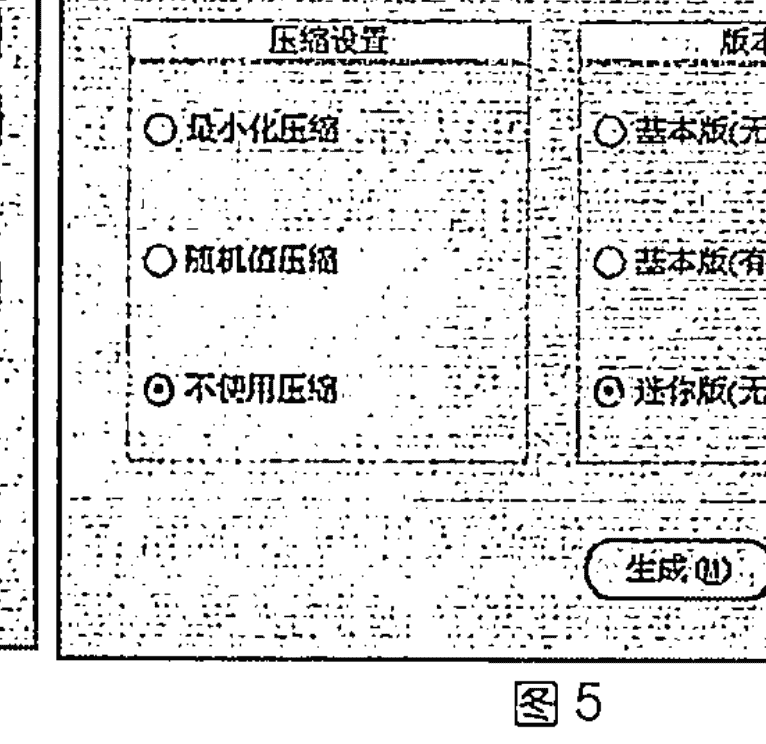 压缩设置
版本
最小化压缩
基本版(无
随机值压缩
基本版(有
不使用压缩
迷你版(无
生成(M)
图 5